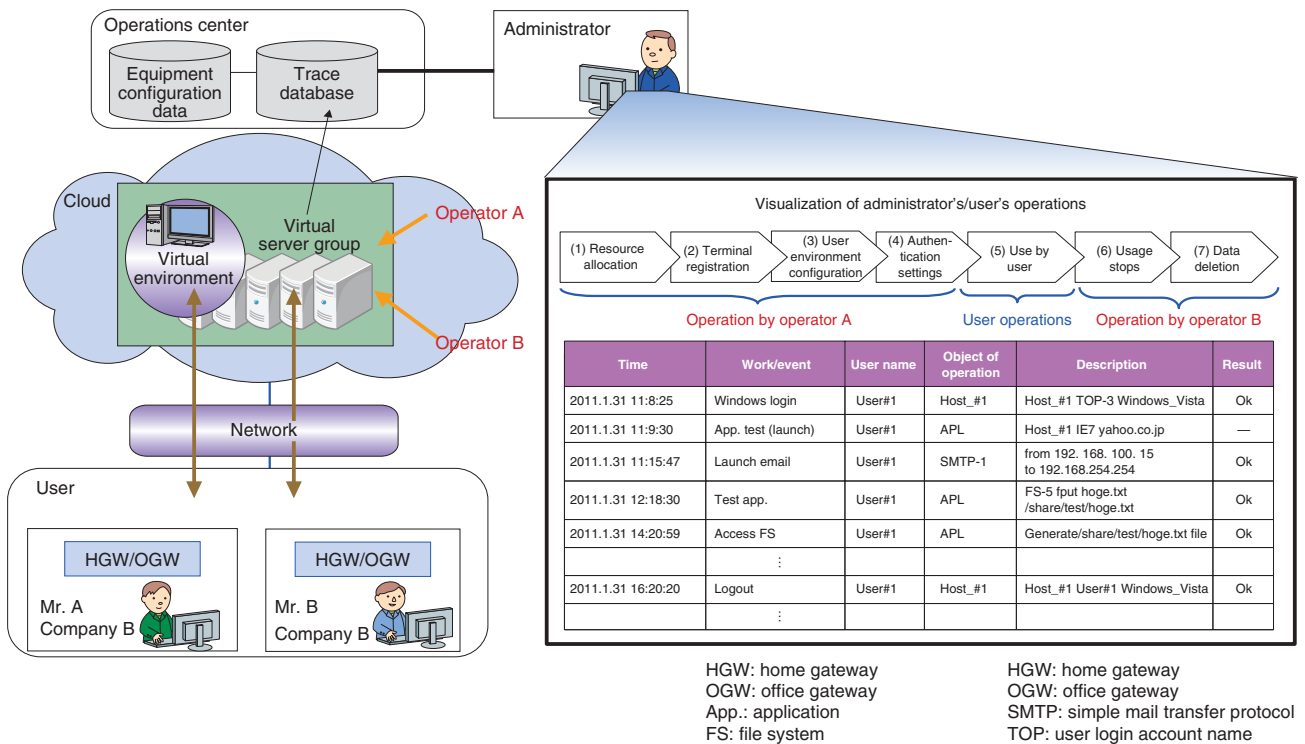 Operations center
Equipment
configuration
data
Trace
database
Administrator
Cloud
Virtual
environment
Virtual
server group
Operator A
Operator B
Network
User
HGW/OGW
Mr. A
Company B
HGW/OGW
Mr. B
Company B
Visualization of administrator's/user's operations
(1) Resource
allocation
(2) Terminal
registration
(3) User
environment
configuration
(4) Authen-
tication
settings
(5) Use by
user
(6) Usage
stops
(7) Data
deletion
Operation by operator A
User operations
Operation by operator B
Time Work/event User name Object of operation Description Result
2011.1.31 11:8:25 Windows login User#1 Host_#1 Host_#1 TOP-3 Windows_Vista Ok
2011.1.31 11:9:30 App. test (launch) User#1 APL Host_#1 IE7 yahoo.co.jp —
2011.1.31 11:15:47 Launch email User#1 SMTP-1 from 192. 168. 100. 15
to 192.168.254.254 Ok
2011.1.31 12:18:30 Test app. User#1 APL FS-5 fput hoge.txt
/share/test/hoge.txt Ok
2011.1.31 14:20:59 Access FS User#1 APL Generate/share/test/hoge.txt file Ok
⋮
2011.1.31 16:20:20 Logout User#1 Host_#1 Host_#1 User#1 Windows_Vista Ok
⋮
HGW: home gateway
OGW: office gateway
App.: application
FS: file system
HGW: home gateway
OGW: office gateway
SMTP: simple mail transfer protocol
TOP: user login account name